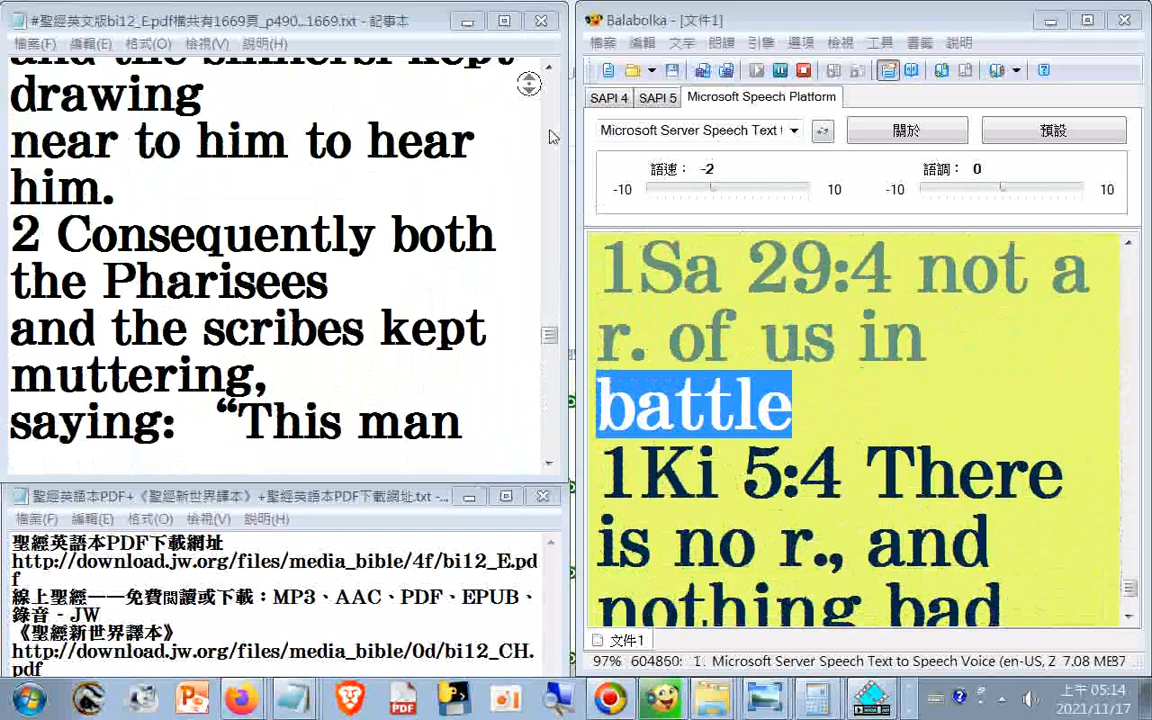 #聖經英文版bi12_E.pdf檔共有1669頁_p490...1669.txt - 記事本
檔案(F) 編輯(E) 格式(O) 檢視(V) 說明(H)
and the sinners: kept
drawing
near to him to hear
him.
2 Consequently both
the Pharisees
and the scribes kept
muttering,
saying: “This man
聖經英語本PDF+《聖經新世界譯本》+聖經英語本PDF下載網址.txt -...
檔案(F) 編輯(E) 格式(O) 檢視(V) 說明(H)
聖經英語本PDF下載網址
http://download.jw.org/files/media_bible/4f/bi12_E.pd
f
線上聖經——免費閱讀或下載：MP3、AAC、PDF、EPUB、
錄音 - JW
《聖經新世界譯本》
http://download.jw.org/files/media_bible/0d/bi12_CH.
pdf
Balabolka - [文件1]
檔案 編輯 文字 朗讀 引擎 選項 檢視 工具 書籤 說明
SAPI 4 SAPI 5 Microsoft Speech Platform
Microsoft Server Speech Text 關於 預設
語速： -2 語調： 0
-10 10 -10 10
1Sa 29:4 not a
r. of us in
battle
1Ki 5:4 There
is no r., and
nothing bad
文件1
97% 604860: 1. Microsoft Server Speech Text to Speech Voice (en-US, Z 7.08 MB
PDF
上午 05:14
2021/11/17